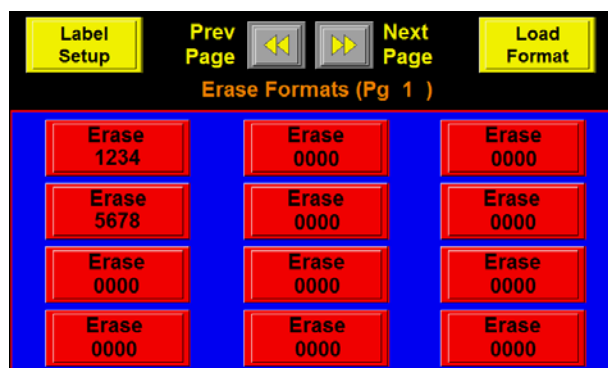 Label
Setup
Prev
Page
Next
Page
Load
Format
Erase Formats (Pg 1 )
Erase
1234
Erase
0000
Erase
0000
Erase
5678
Erase
0000
Erase
0000
Erase
0000
Erase
0000
Erase
0000
Erase
0000
Erase
0000
Erase
0000